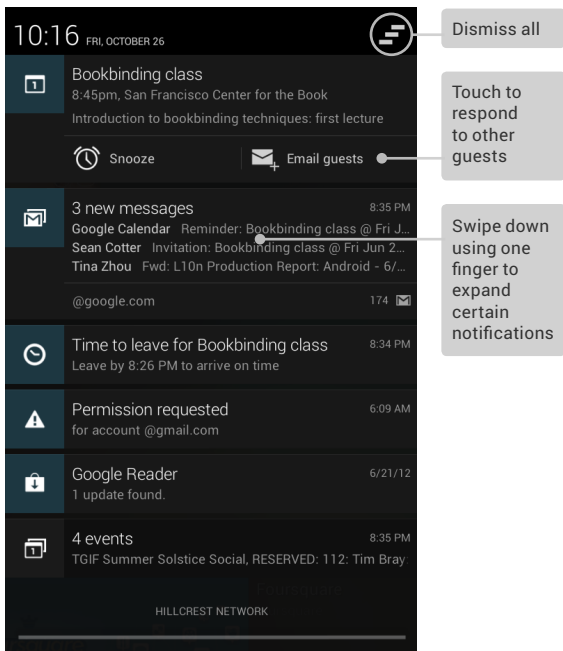 10:16 FRI, OCTOBER 26
Dismiss all
1
Bookbinding class
8:45pm, San Francisco Center for the Book
Introduction to bookbinding techniques: first lecture
Snooze
Email guests
Touch to
respond
to other
guests
3 new messages 8:35 PM
Google Calendar Reminder: Bookbinding class @ Fri J...
Sean Cotter Invitation: Bookbinding class @ Fri Jun 2...
Tina Zhou Fwd: L10n Production Report: Android - 6/...
@google.com 174
Swipe down
using one
finger to
expand
certain
notifications
Time to leave for Bookbinding class 8:34 PM
Leave by 8:26 PM to arrive on time
Permission requested 6:09 AM
for account @gmail.com
Google Reader 6/21/12
1 update found.
1
4 events 8:35 PM
TGIF Summer Solstice Social, RESERVED: 112: Tim Bray
HILLCREST NETWORK